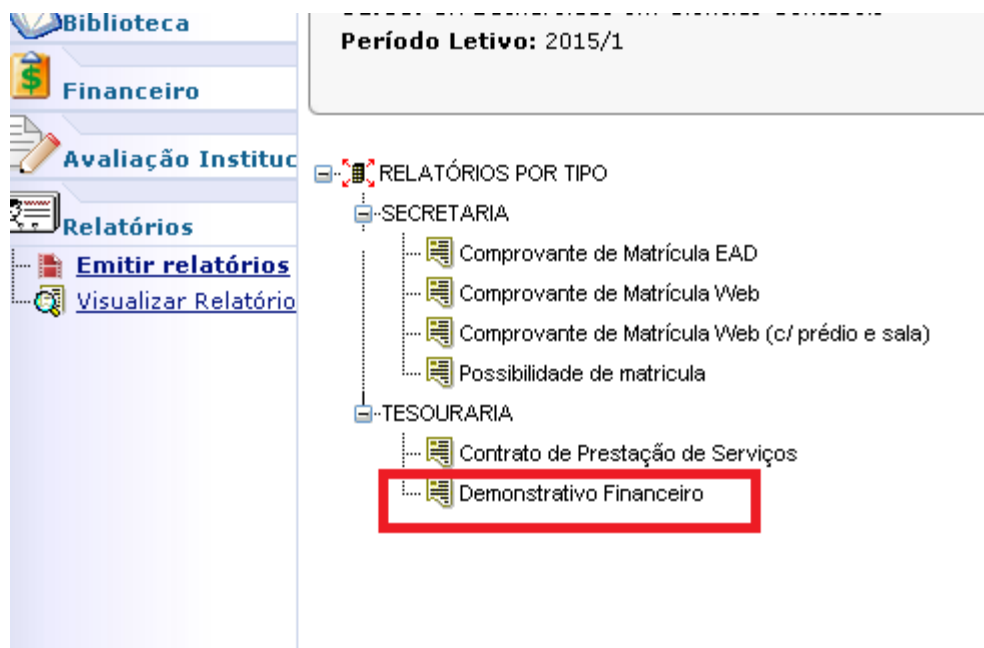 Biblioteca
Financeiro
Avaliação Instituc
Relatórios
Emitir relatórios
Visualizar Relatório
Período Letivo: 2015/1
RELATÓRIOS POR TIPO
SECRETARIA
Comprovante de Matrícula EAD
Comprovante de Matrícula Web
Comprovante de Matrícula Web (c/ prédio e sala)
Possibilidade de matricula
TESOURARIA
Contrato de Prestação de Serviços
Demonstrativo Financeiro